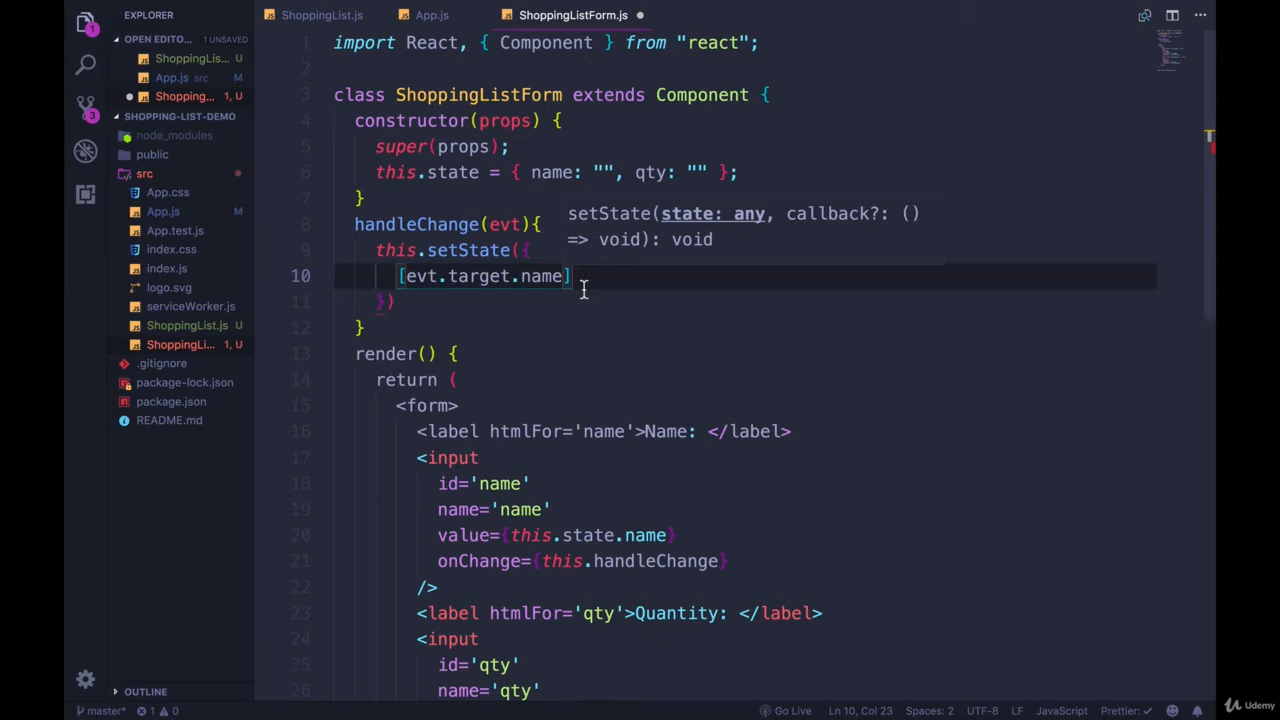 EXPLORER
ShoppingList.js
App.js
ShoppingListForm.js
OPEN EDITO... 1 UNSAVED
ShoppingLis... U
App.js src M
Shopping... 1, U
SHOPPING-LIST-DEMO
node_modules
public
src
App.css
App.js M
App.test.js
index.css
index.js
logo.svg
serviceWorker.js
ShoppingList.js U
ShoppingLi... 1, U
.gitignore
package-lock.json
package.json
README.md
OUTLINE
1
3
1 import React, { Component } from "react";
2
3 class ShoppingListForm extends Component {
4 constructor(props) {
5 super(props);
6 this.state = { name: "", qty: "" };
7 }
8 handleChange(evt){
setState(state: any, callback?: ()
=> void): void
9 this.setState({
10 [evt.target.name]
11 })
12 }
13 render() {
14 return (
15 <form>
16 <label htmlFor='name'>Name: </label>
17 <input
18 id='name'
19 name='name'
20 value={this.state.name}
21 onChange={this.handleChange}
22 />
23 <label htmlFor='qty'>Quantity: </label>
24 <input
25 id='qty'
26 name='qty'
master* 1 0
Go Live Ln 10, Col 23 Spaces: 2 UTF-8 LF JavaScript Prettier: ✓
Udemy